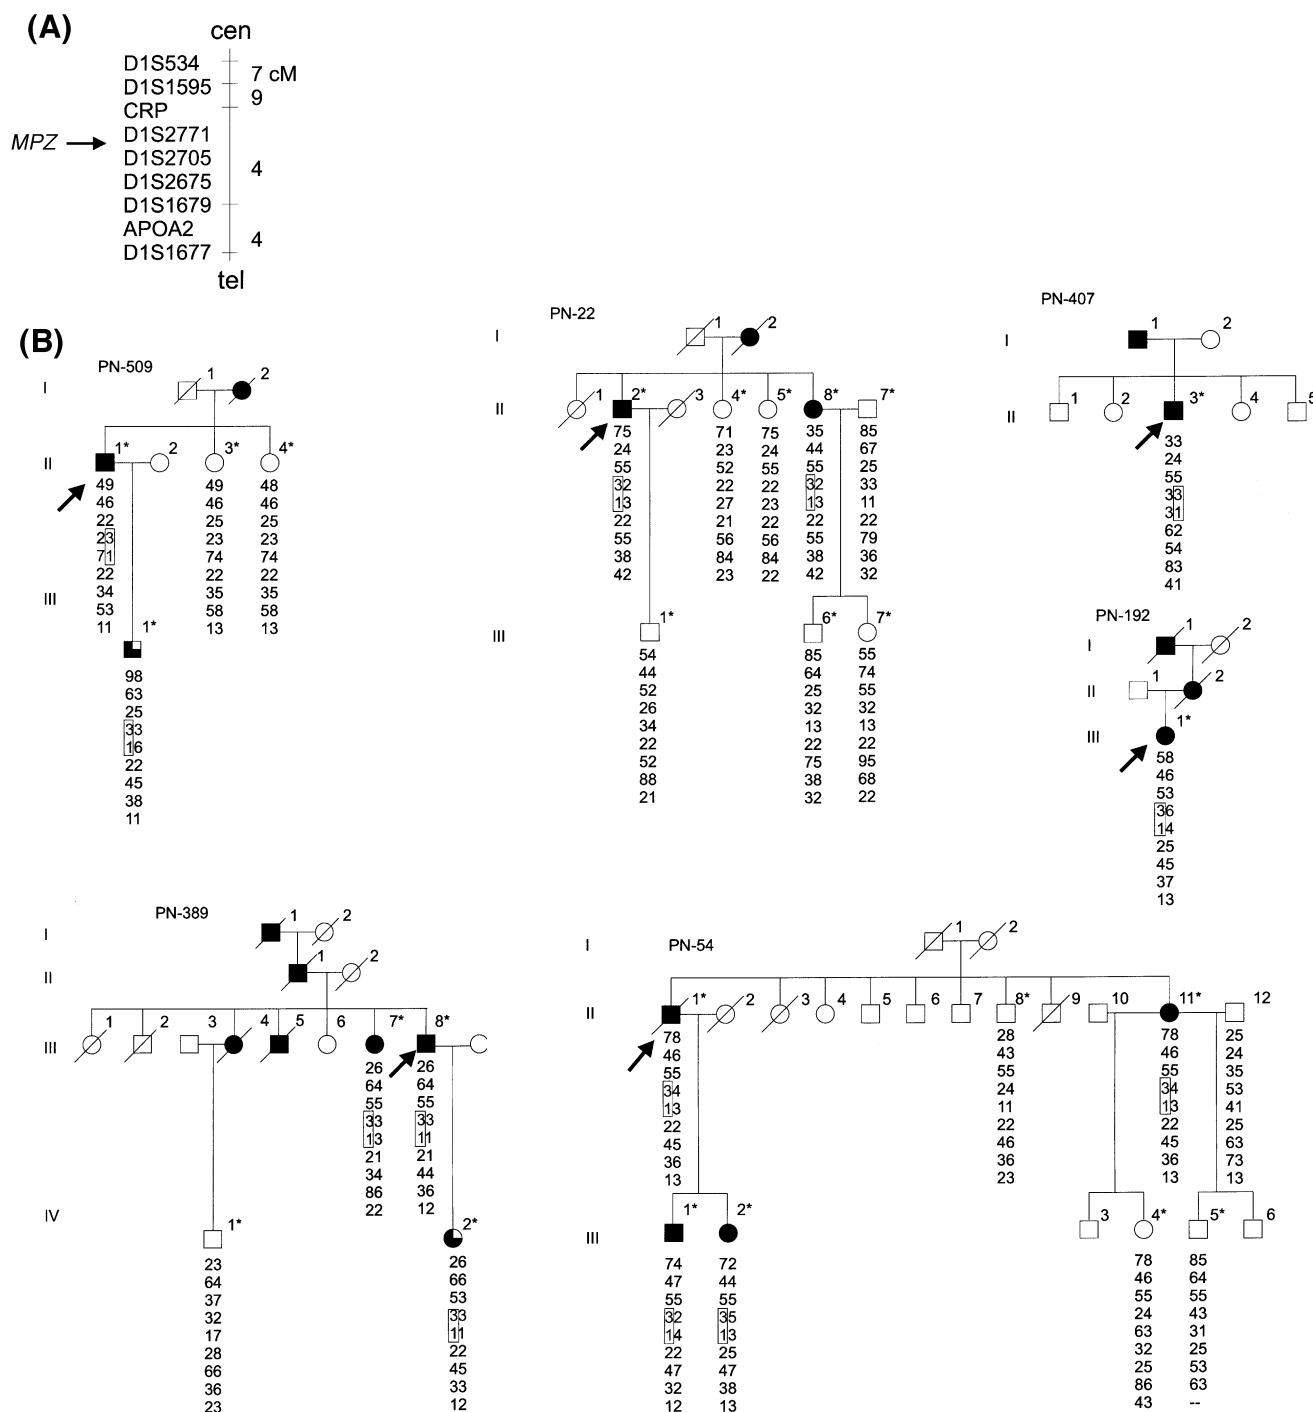 (A)
cen
D1S534
7 cM
D1S1595
9
CRP
MPZ
D1S2771
D1S2705
4
D1S2675
D1S1679
APOA2
4
D1S1677
tel
(B)
PN-509
I
1 2
II
1* 2 3* 4*
49 49 48
46 46 46
22 25 25
23 23 23
71 74 74
22 22 22
34 35 35
53 58 58
11 13 13
III
1*
98
63
25
33
16
22
45
38
11
PN-22
I
1 2
II
1 2* 3 4* 5* 8* 7*
75 71 75 35 85
24 23 24 44 67
55 52 55 55 25
32 22 22 32 33
13 27 23 13 11
22 21 22 22 22
55 56 56 55 79
38 84 84 38 36
42 23 22 42 32
III
1* 6* 7*
54 85 55
44 64 74
52 25 55
26 32 32
34 13 13
22 22 22
52 75 95
88 38 68
21 32 22
PN-407
I
1 2
II
1 2 3* 4 5
33
24
55
33
31
62
54
83
41
PN-192
I
1 2
II
1 2
III
1*
58
46
53
36
14
25
45
37
13
PN-389
I
1 2
II
1 2
III
1 2 3 4 5 6 7* 8*
26 26
64 64
55 55
33 33
13 11
21 21
34 44
86 36
22 12
IV
1* 2*
23 26
64 66
37 53
32 33
17 11
28 22
66 45
36 33
23 12
PN-54
I
1 2
II
1* 2 3 4 5 6 7 8* 9 10 11* 12
78 28 78 25
46 43 46 24
55 55 55 35
34 24 34 53
13 11 13 41
22 22 22 25
45 46 45 63
36 36 36 73
13 23 13 13
III
1* 2* 3 4* 5* 6
74 72 78 85
47 44 46 64
55 55 55 55
32 35 24 43
14 13 63 31
22 25 32 25
47 47 25 53
32 38 86 63
12 13 43 --